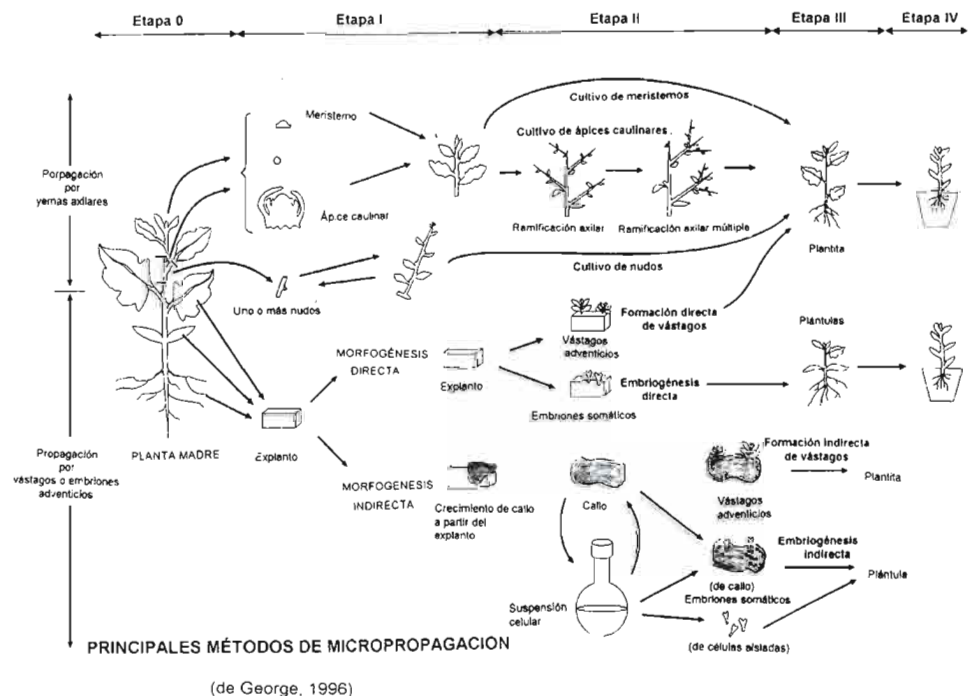 Etapa 0
Etapa I
Etapa II
Etapa III
Etapa IV
Porpagación
por
yemas axilares
Meristemo
Ápice caulinar
Cultivo de meristemos
Cultivo de ápices caulinares
Ramificación axilar
Ramificación axilar múltiple
Plantita
Uno o más nudos
Cultivo de nudos
Propagación
por
vástagos o embriones
adventicios
PLANTA MADRE
Explanto
MORFOGÉNESIS
DIRECTA
Explanto
Vástagos
adventicios
Formación directa
de vástagos
Embriones somáticos
Embriogénesis
directa
Plántulas
MORFOGENESIS
INDIRECTA
Crecimiento de callo
a partir del
explanto
Callo
Suspensión
celular
Vástagos
adventicios
Formación indirecta
de vástagos
Plantita
(de callo)
Embriones somáticos
Embriogénesis
indirecta
Plántula
(de células aisladas)
PRINCIPALES MÉTODOS DE MICROPROPAGACION
(de George, 1996)